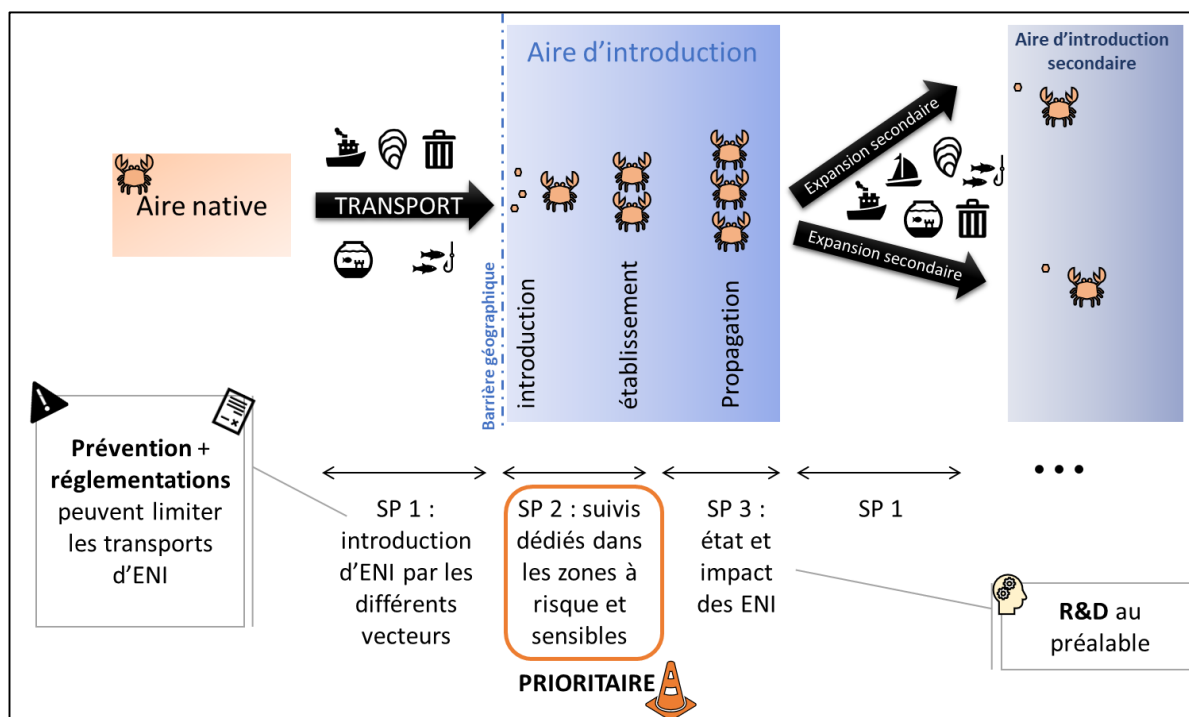 Aire native
TRANSPORT
Barrière géographique
Aire d’introduction
introduction
établissement
Propagation
Expansion secondaire
Expansion secondaire
Aire d’introduction
secondaire
Prévention +
réglementations
peuvent limiter
les transports
d’ENI
SP 1 :
introduction
d’ENI par les
différents
vecteurs
SP 2 : suivis
dédiés dans
les zones à
risque et
sensibles
PRIORITAIRE
SP 3 :
état et
impact
des ENI
SP 1
...
R&D au
préalable